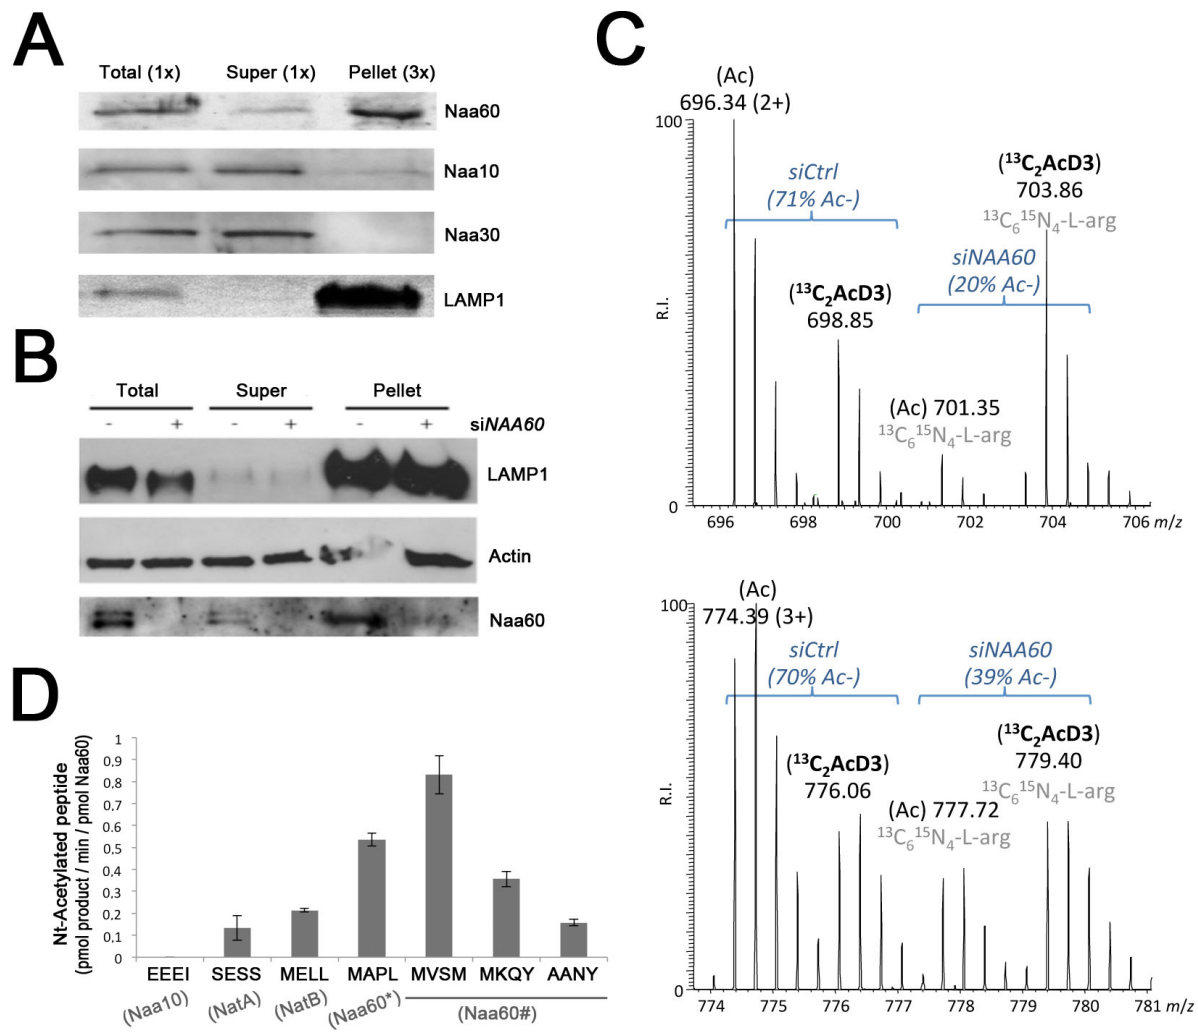 A
Total (1x) Super (1x) Pellet (3x)
Naa60
Naa10
Naa30
LAMP1
B
Total Super Pellet
- + - + - + siNAA60
LAMP1
Actin
Naa60
C
(Ac)
696.34 (2+)
100
siCtrl
(71% Ac-)
(¹³C₂AcD3)
703.86
¹³C₆¹⁵N₄-L-arg
siNAA60
(20% Ac-)
(¹³C₂AcD3)
698.85
R.I.
(Ac) 701.35
¹³C₆¹⁵N₄-L-arg
0
696 698 700 702 704 706 m/z
(Ac)
774.39 (3+)
100
siCtrl
(70% Ac-)
siNAA60
(39% Ac-)
(¹³C₂AcD3)
776.06
(¹³C₂AcD3)
779.40
¹³C₆¹⁵N₄-L-arg
(Ac) 777.72
¹³C₆¹⁵N₄-L-arg
R.I.
0
774 775 776 777 778 779 780 781 m/z
D
Nt-Acetylated peptide
(pmol product / min / pmol Naa60)
1
0,9
0,8
0,7
0,6
0,5
0,4
0,3
0,2
0,1
0
EEEI SESS MELL MAPL MVSM MKQY AANY
(Naa10) (NatA) (NatB) (Naa60*) (Naa60#)